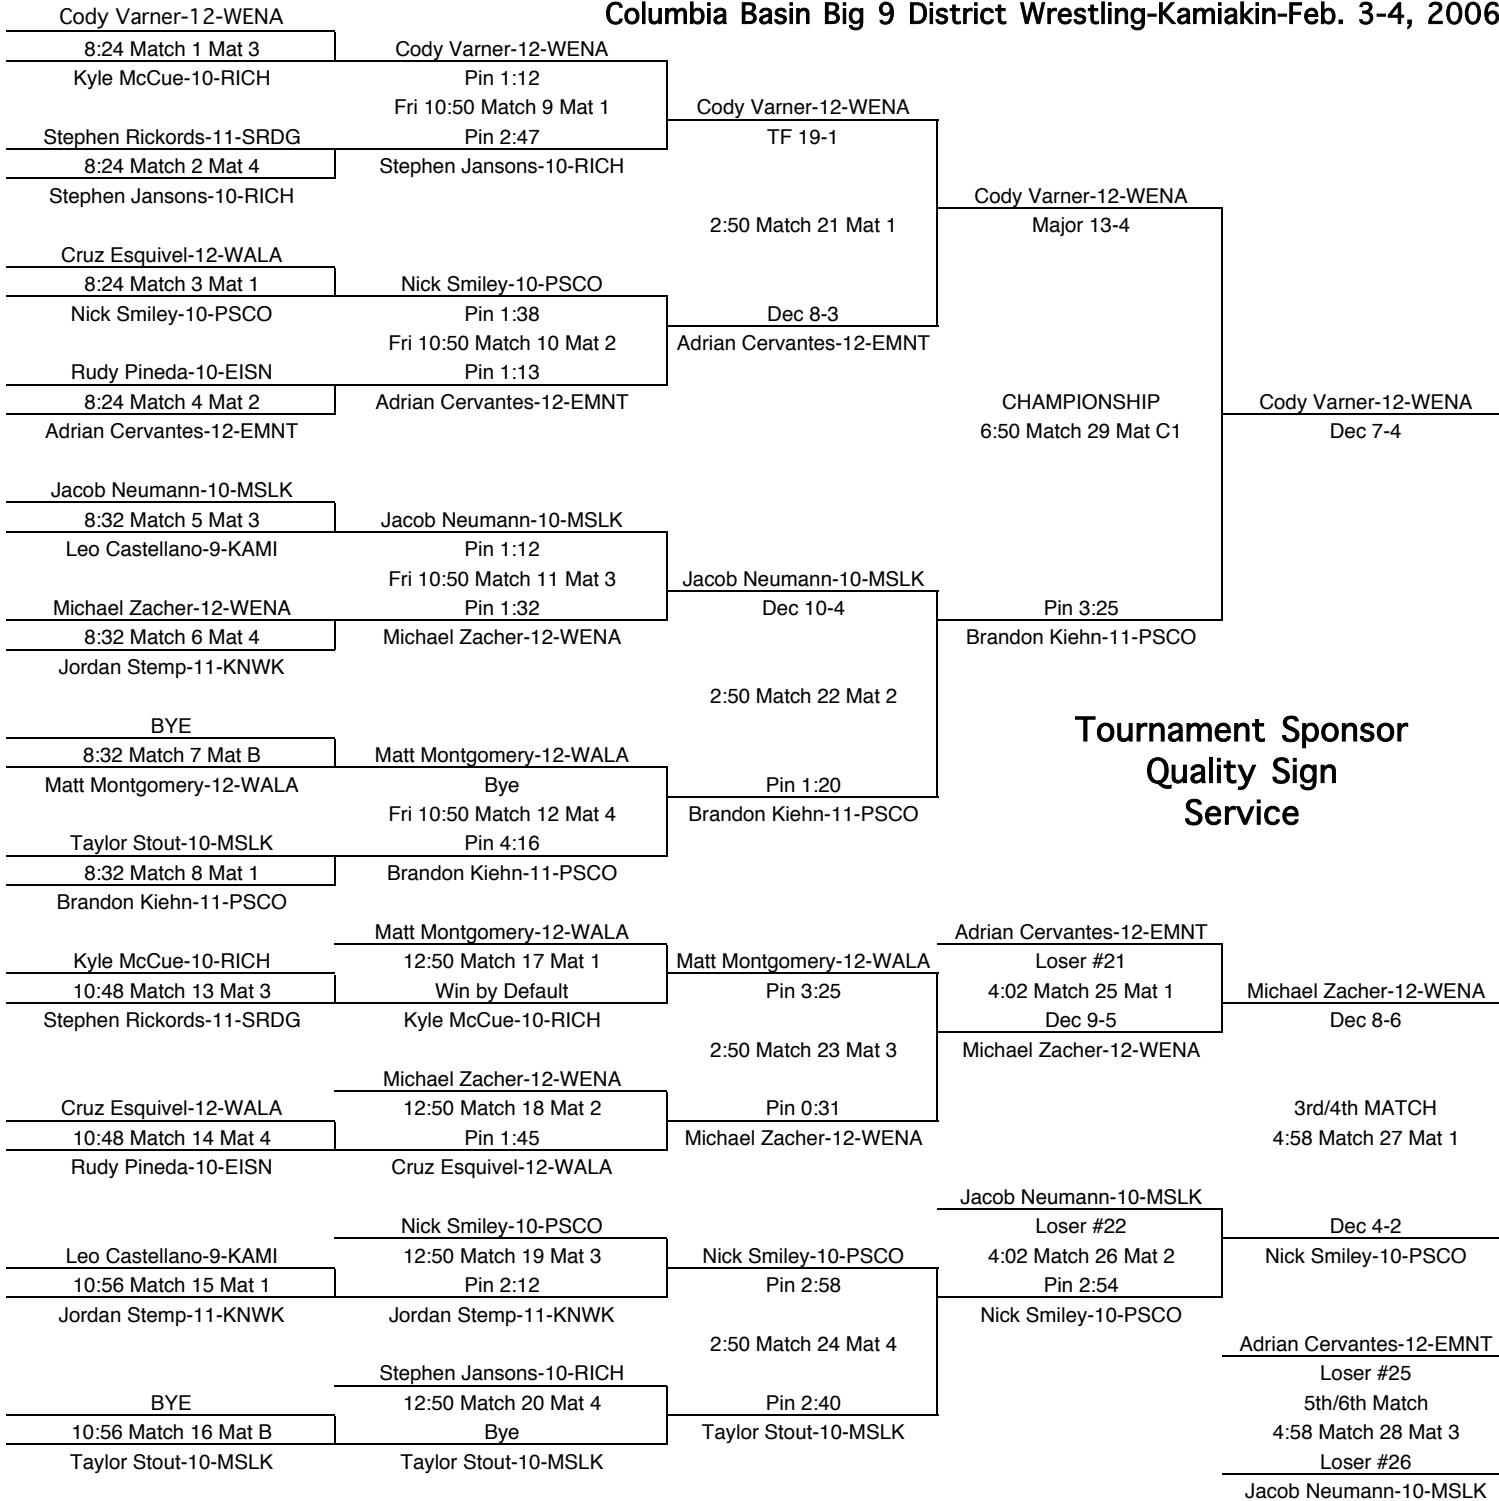 Columbia Basin Big 9 District Wrestling-Kamiakin-Feb. 3-4, 2006
Cody Varner-12-WENA
8:24 Match 1 Mat 3
Kyle McCue-10-RICH
Stephen Rickords-11-SRDG
8:24 Match 2 Mat 4
Stephen Jansons-10-RICH
Cruz Esquivel-12-WALA
8:24 Match 3 Mat 1
Nick Smiley-10-PSCO
Rudy Pineda-10-EISN
8:24 Match 4 Mat 2
Adrian Cervantes-12-EMNT
Jacob Neumann-10-MSLK
8:32 Match 5 Mat 3
Leo Castellano-9-KAMI
Michael Zacher-12-WENA
8:32 Match 6 Mat 4
Jordan Stemp-11-KNWK
BYE
8:32 Match 7 Mat B
Matt Montgomery-12-WALA
Taylor Stout-10-MSLK
8:32 Match 8 Mat 1
Brandon Kiehn-11-PSCO
Cody Varner-12-WENA
Pin 1:12
Fri 10:50 Match 9 Mat 1
Pin 2:47
Stephen Jansons-10-RICH
Nick Smiley-10-PSCO
Pin 1:38
Fri 10:50 Match 10 Mat 2
Pin 1:13
Adrian Cervantes-12-EMNT
Jacob Neumann-10-MSLK
Pin 1:12
Fri 10:50 Match 11 Mat 3
Pin 1:32
Michael Zacher-12-WENA
Matt Montgomery-12-WALA
Bye
Fri 10:50 Match 12 Mat 4
Pin 4:16
Brandon Kiehn-11-PSCO
Cody Varner-12-WENA
TF 19-1
2:50 Match 21 Mat 1
Dec 8-3
Adrian Cervantes-12-EMNT
Jacob Neumann-10-MSLK
Dec 10-4
2:50 Match 22 Mat 2
Pin 1:20
Brandon Kiehn-11-PSCO
Cody Varner-12-WENA
Major 13-4
CHAMPIONSHIP
6:50 Match 29 Mat C1
Pin 3:25
Brandon Kiehn-11-PSCO
Cody Varner-12-WENA
Dec 7-4
Tournament Sponsor
Quality Sign
Service
Kyle McCue-10-RICH
10:48 Match 13 Mat 3
Stephen Rickords-11-SRDG
Cruz Esquivel-12-WALA
10:48 Match 14 Mat 4
Rudy Pineda-10-EISN
Leo Castellano-9-KAMI
10:56 Match 15 Mat 1
Jordan Stemp-11-KNWK
BYE
10:56 Match 16 Mat B
Taylor Stout-10-MSLK
Matt Montgomery-12-WALA
12:50 Match 17 Mat 1
Win by Default
Kyle McCue-10-RICH
Michael Zacher-12-WENA
12:50 Match 18 Mat 2
Pin 1:45
Cruz Esquivel-12-WALA
Nick Smiley-10-PSCO
12:50 Match 19 Mat 3
Pin 2:12
Jordan Stemp-11-KNWK
Stephen Jansons-10-RICH
12:50 Match 20 Mat 4
Bye
Taylor Stout-10-MSLK
Matt Montgomery-12-WALA
Pin 3:25
2:50 Match 23 Mat 3
Pin 0:31
Michael Zacher-12-WENA
Nick Smiley-10-PSCO
Pin 2:58
2:50 Match 24 Mat 4
Pin 2:40
Taylor Stout-10-MSLK
Adrian Cervantes-12-EMNT
Loser #21
4:02 Match 25 Mat 1
Dec 9-5
Michael Zacher-12-WENA
Jacob Neumann-10-MSLK
Loser #22
4:02 Match 26 Mat 2
Pin 2:54
Nick Smiley-10-PSCO
Michael Zacher-12-WENA
Dec 8-6
3rd/4th MATCH
4:58 Match 27 Mat 1
Dec 4-2
Nick Smiley-10-PSCO
Adrian Cervantes-12-EMNT
Loser #25
5th/6th Match
4:58 Match 28 Mat 3
Loser #26
Jacob Neumann-10-MSLK